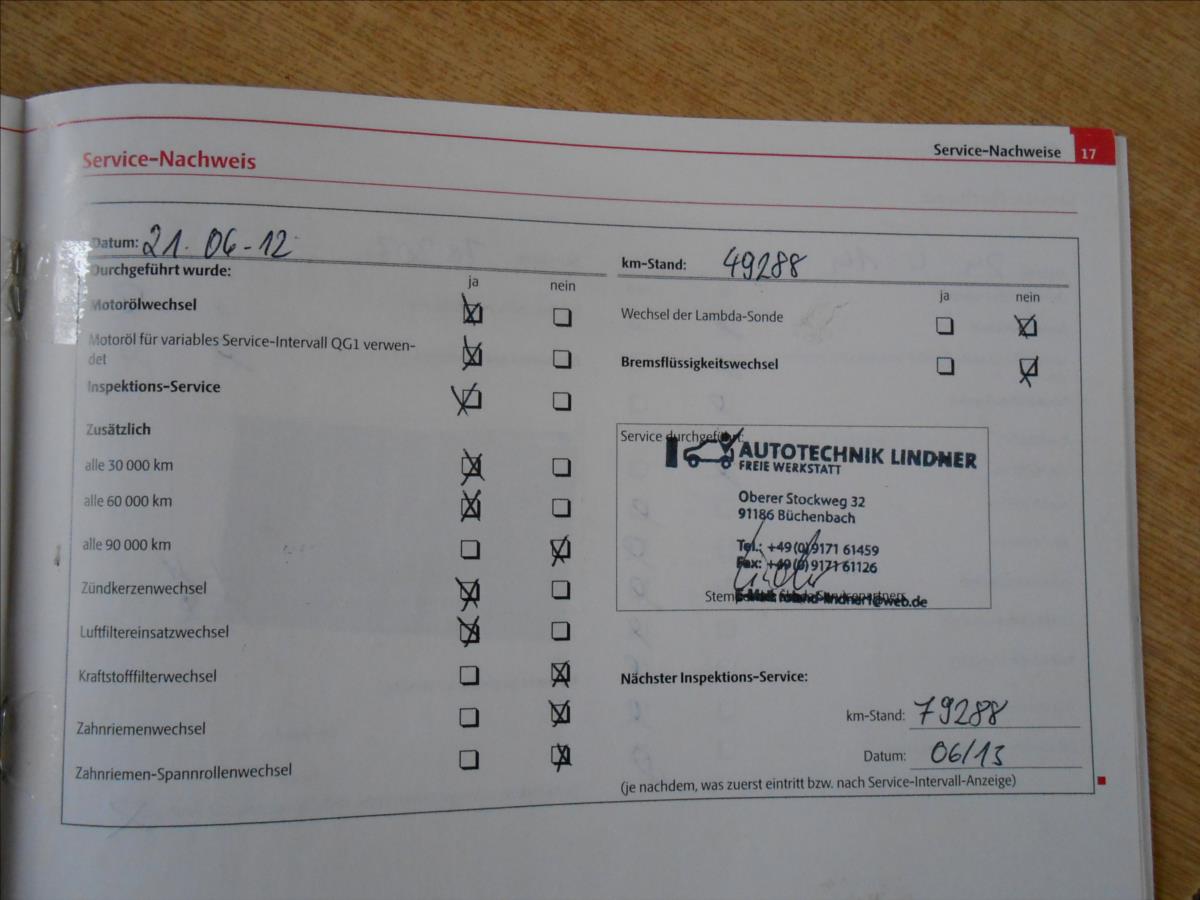 Service-Nachweise 17
Service-Nachweis
Datum: 21.06-12
Durchgeführt wurde:
ja nein
Motorölwechsel
Motoröl für variables Service-Intervall QG1 verwen-
det
Inspektions-Service
Zusätzlich
alle 30 000 km
alle 60 000 km
alle 90 000 km
Zündkerzenwechsel
Luftfiltereinsatzwechsel
Kraftstofffilterwechsel
Zahnriemenwechsel
Zahnriemen-Spannrollenwechsel
km-Stand: 49288
ja nein
Wechsel der Lambda-Sonde
Bremsflüssigkeitswechsel
Service durchgeführt:
AUTOTECHNIK LINDNER
FREIE WERKSTATT
Oberer Stockweg 32
91186 Büchenbach
Tel.: +49 (0) 9171 61459
Fax: +49 (0) 9171 61126
Nächster Inspektions-Service:
km-Stand: 79288
Datum: 06/13
(je nachdem, was zuerst eintritt bzw. nach Service-Intervall-Anzeige)